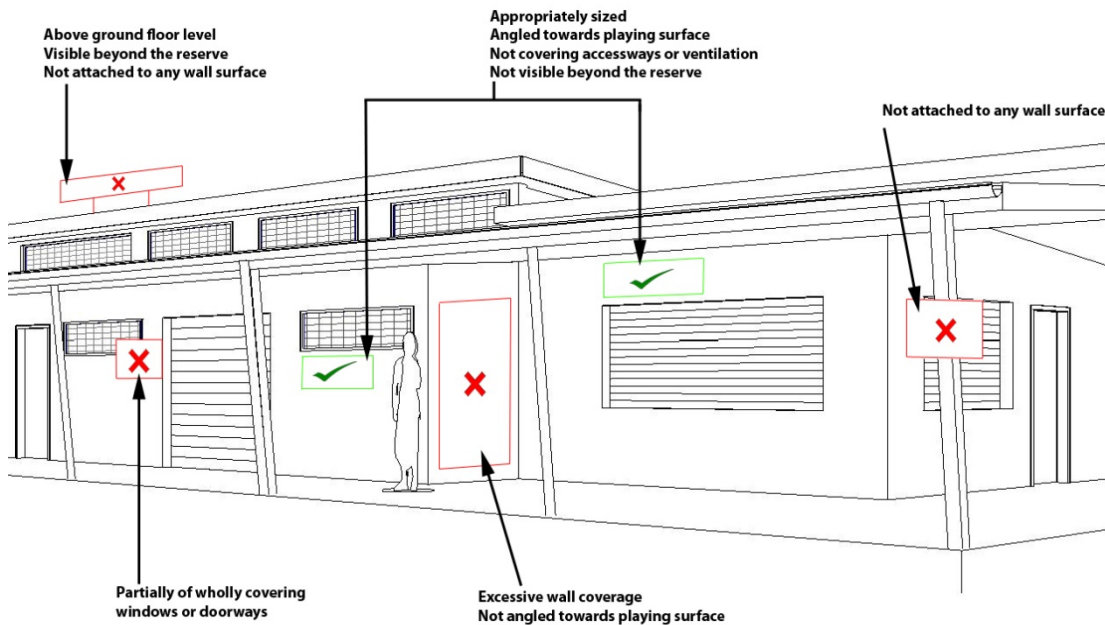 Above ground floor level
Visible beyond the reserve
Not attached to any wall surface
Appropriately sized
Angled towards playing surface
Not covering accessways or ventilation
Not visible beyond the reserve
Not attached to any wall surface
Partially of wholly covering
windows or doorways
Excessive wall coverage
Not angled towards playing surface